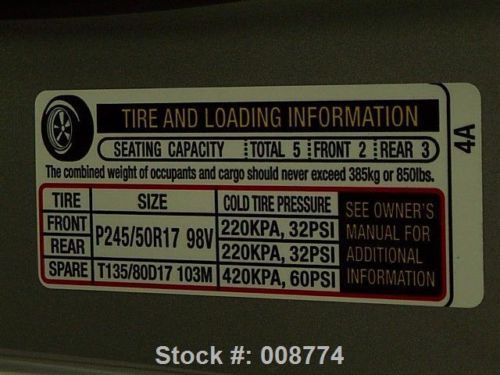 TIRE AND LOADING INFORMATION
SEATING CAPACITY TOTAL 5 FRONT 2 REAR 3
The combined weight of occupants and cargo should never exceed 385kg or 850lbs.
TIRE SIZE COLD TIRE PRESSURE
FRONT P245/50R17 98V 220KPA, 32PSI
REAR 220KPA, 32PSI
SPARE T135/80D17 103M 420KPA, 60PSI
SEE OWNER'S
MANUAL FOR
ADDITIONAL
INFORMATION
4A
Stock #: 008774